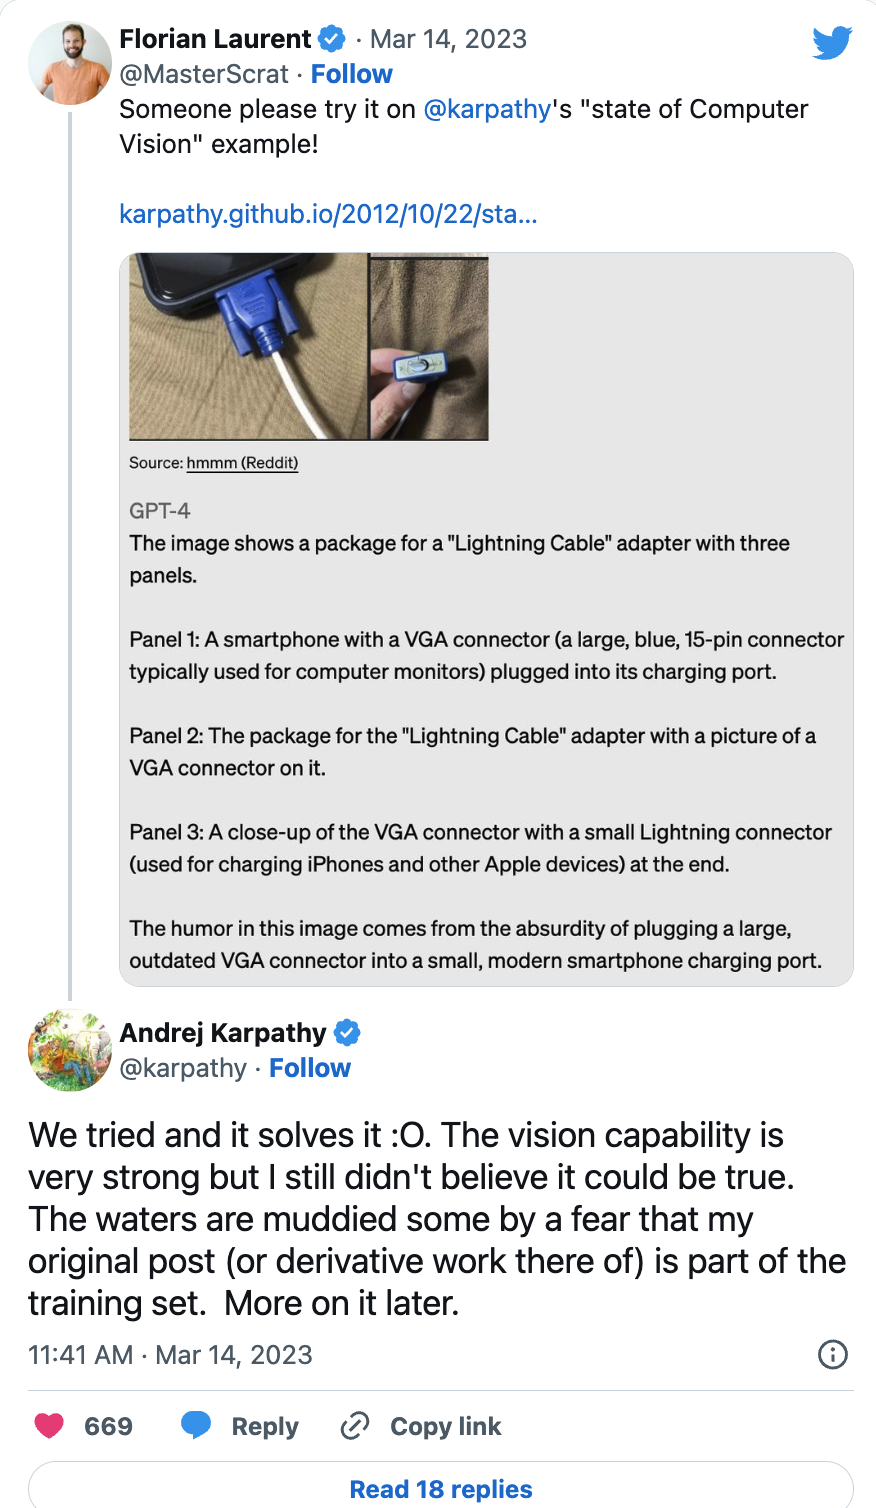 Florian Laurent · Mar 14, 2023
@MasterScrat · Follow
Someone please try it on @karpathy's "state of Computer
Vision" example!
karpathy.github.io/2012/10/22/sta...
Source: hmmm (Reddit)
GPT-4
The image shows a package for a "Lightning Cable" adapter with three
panels.
Panel 1: A smartphone with a VGA connector (a large, blue, 15-pin connector
typically used for computer monitors) plugged into its charging port.
Panel 2: The package for the "Lightning Cable" adapter with a picture of a
VGA connector on it.
Panel 3: A close-up of the VGA connector with a small Lightning connector
(used for charging iPhones and other Apple devices) at the end.
The humor in this image comes from the absurdity of plugging a large,
outdated VGA connector into a small, modern smartphone charging port.
Andrej Karpathy
@karpathy · Follow
We tried and it solves it :O. The vision capability is
very strong but I still didn't believe it could be true.
The waters are muddied some by a fear that my
original post (or derivative work there of) is part of the
training set.  More on it later.
11:41 AM · Mar 14, 2023
669 Reply Copy link
Read 18 replies